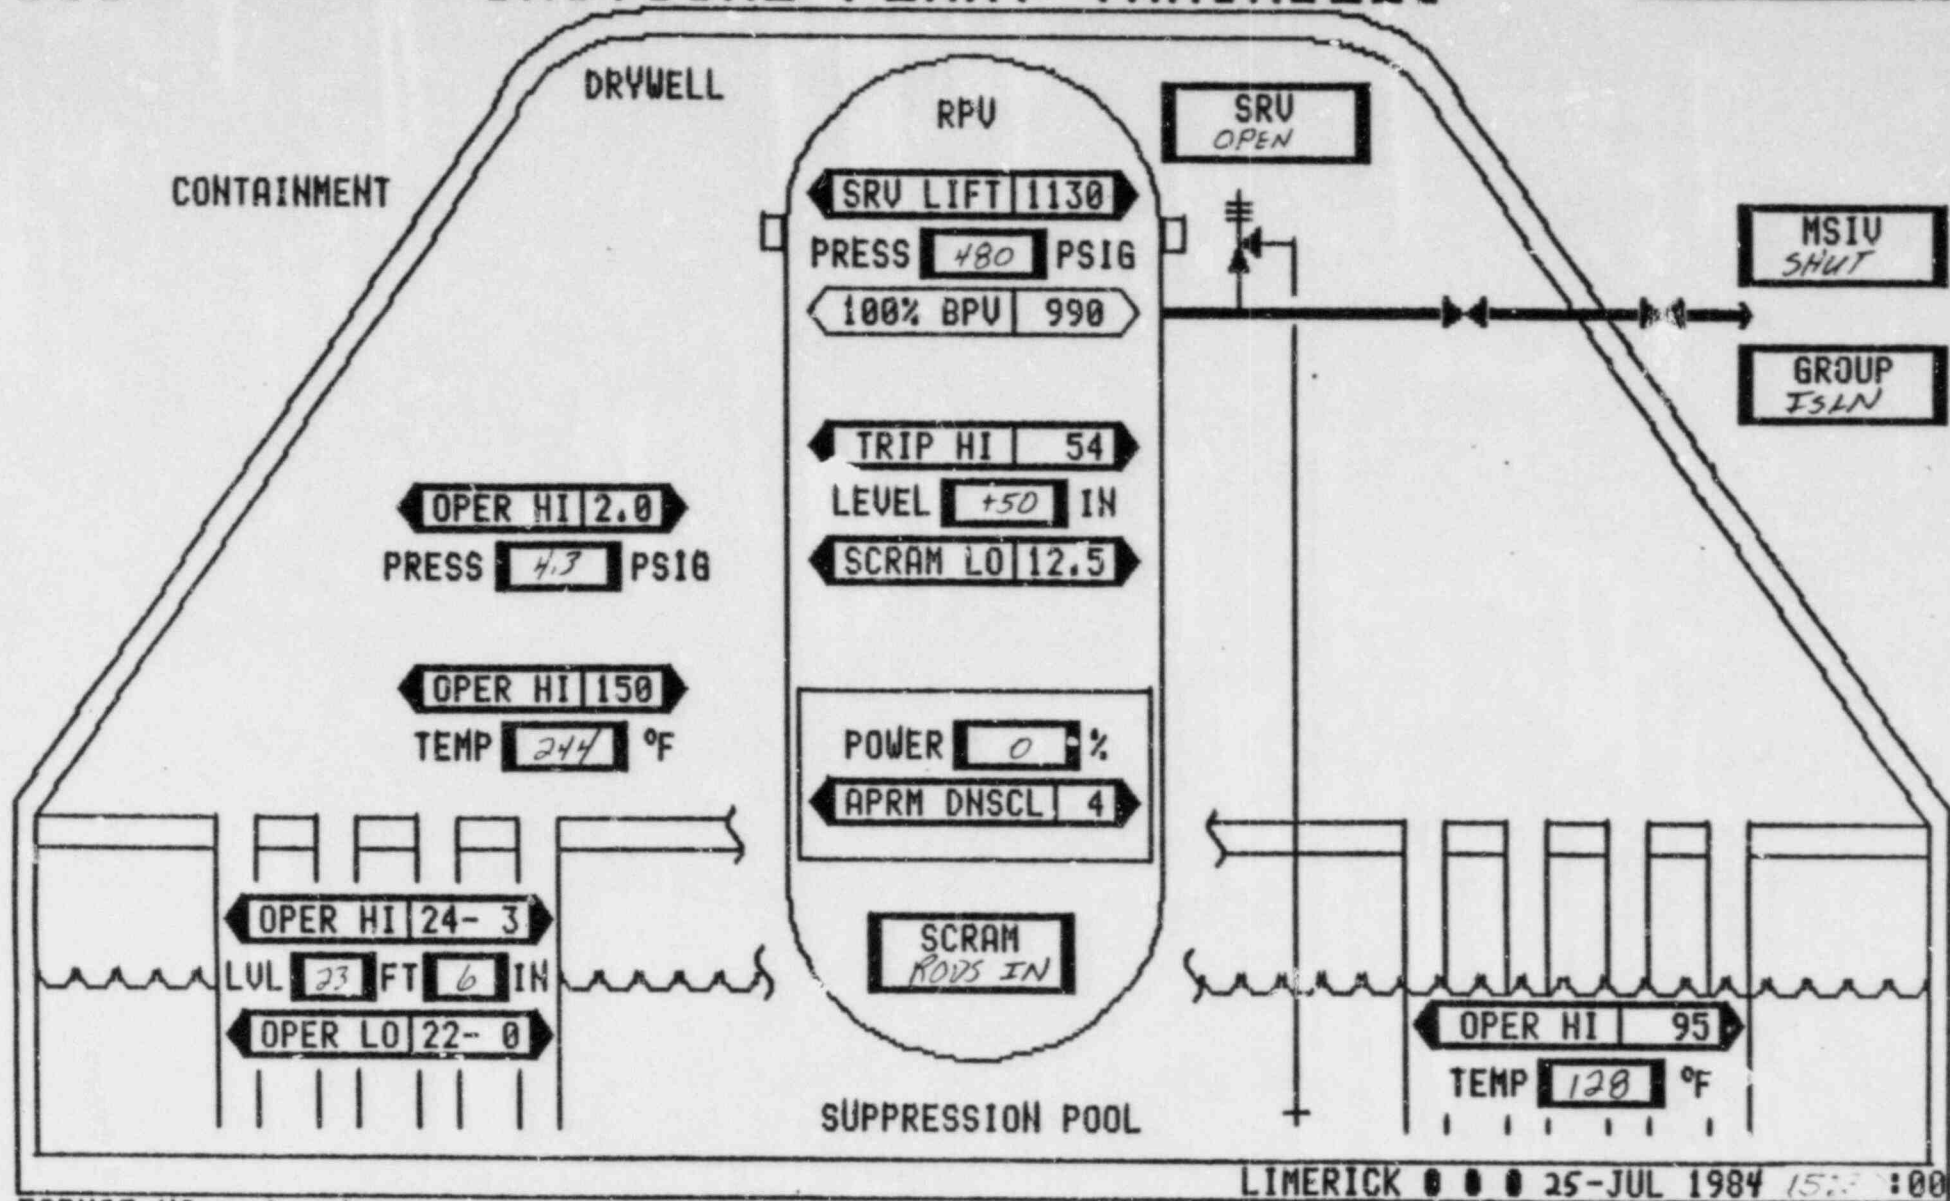 DRYWELL
RPV
SRV
OPEN
CONTAINMENT
SRV LIFT 1130
PRESS 480 PSIG
100% BPV 990
MSIV
SHUT
GROUP
ISLN
TRIP HI 54
LEVEL +50 IN
SCRAM LO 12.5
OPER HI 2.0
PRESS 4.3 PSIG
OPER HI 150
TEMP 244 °F
POWER 0 %
APRM DNSCL 4
OPER HI 24- 3
LVL 23 FT 6 IN
OPER LO 22- 0
SCRAM
RODS IN
OPER HI 95
TEMP 128 °F
SUPPRESSION POOL
LIMERICK 0 0 0 25-JUL 1984 :00